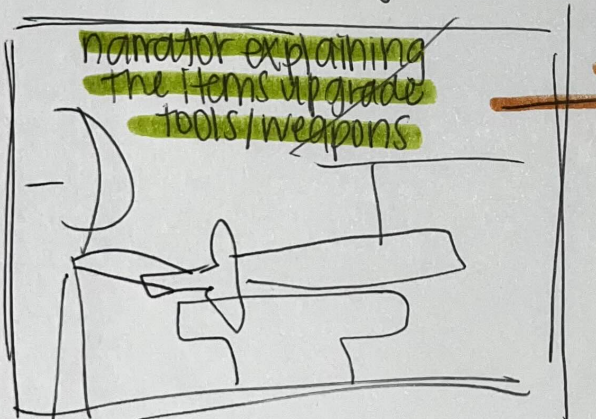 narrator explaining
the items upgrade
tools/weapons